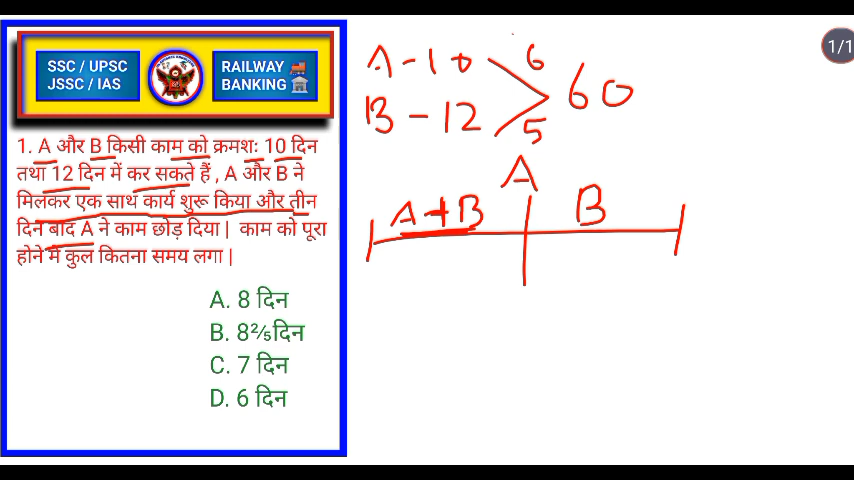 SSC / UPSC
JSSC / IAS
RAILWAY
BANKING
1. A और B किसी काम को क्रमशः 10 दिन
तथा 12 दिन में कर सकते हैं , A और B ने
मिलकर एक साथ कार्य शुरू किया और तीन
दिन बाद A ने काम छोड़ दिया | काम को पूरा
होने में कुल कितना समय लगा |
A. 8 दिन
B. 8⅖दिन
C. 7 दिन
D. 6 दिन
A - 10 6
B - 12 5 60
A
A + B B
1/1